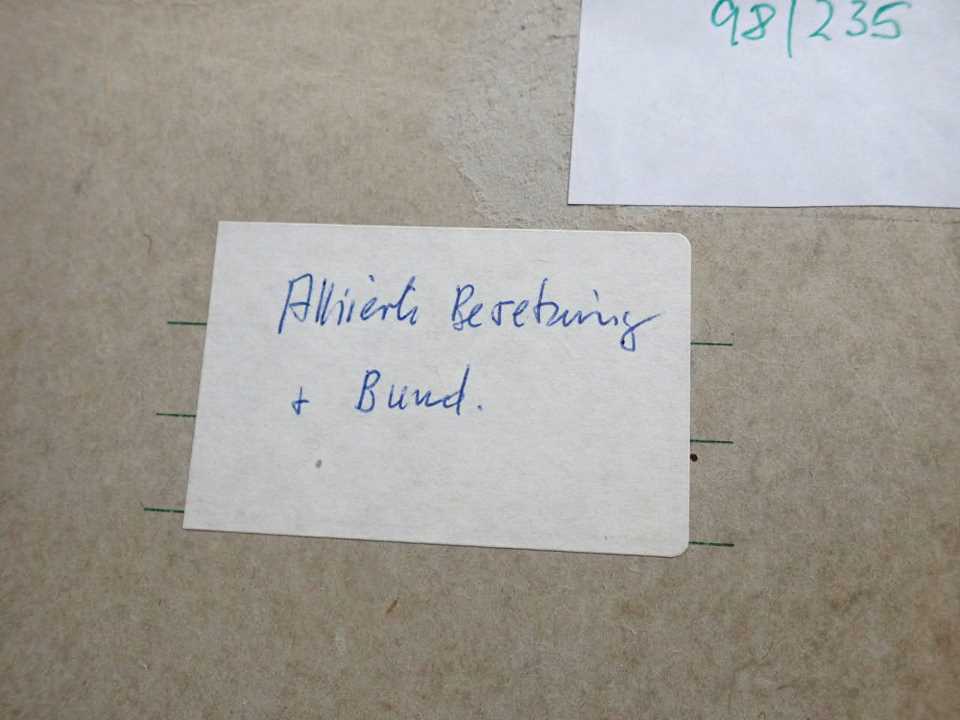 98/235
Alliierte Besetzung
+ Bund.